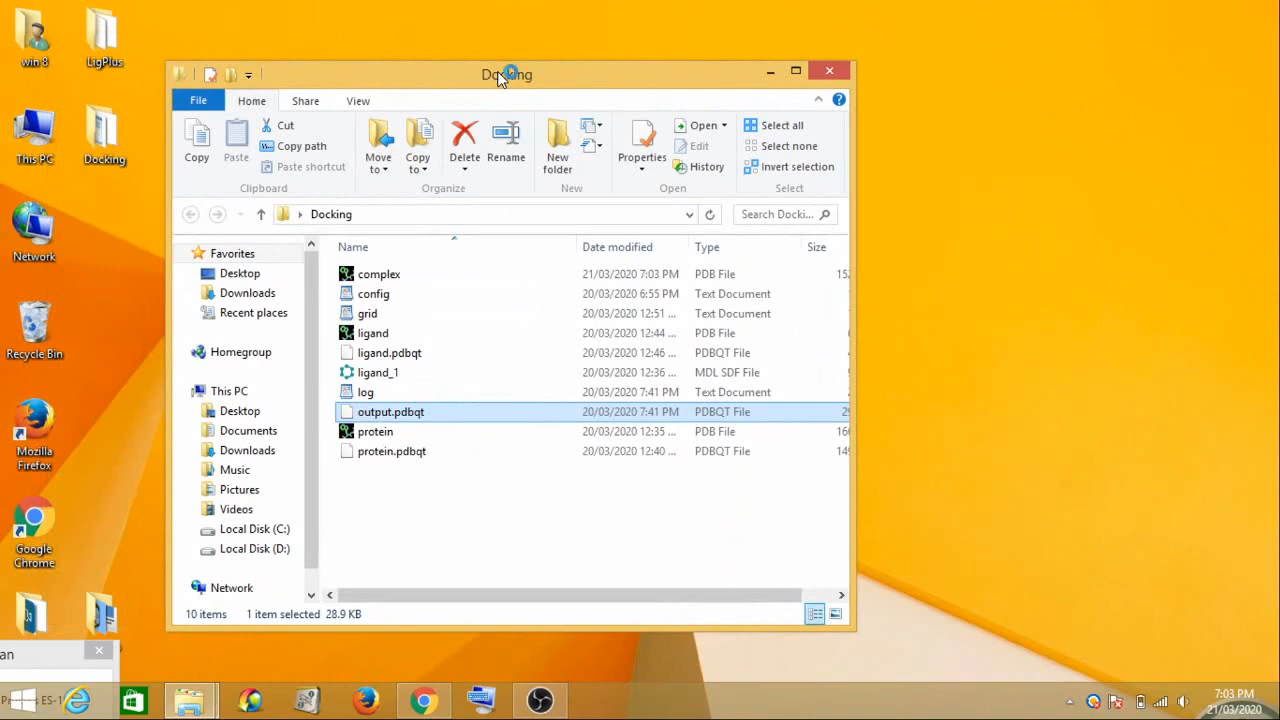 win 8
LigPlus
This PC
Docking
Network
Recycle Bin
Mozilla
Firefox
Google
Chrome
Docking
File Home Share View
Copy
Paste
Cut
Copy path
Paste shortcut
Clipboard
Move
to
Copy
to
Delete
Rename
Organize
New
folder
New
Properties
Open
Edit
History
Open
Select all
Select none
Invert selection
Select
Docking
Search Docki...
Name Date modified Type Size
complex 21/03/2020 7:03 PM PDB File
config 20/03/2020 6:55 PM Text Document
grid 20/03/2020 12:51 ... Text Document
ligand 20/03/2020 12:44 ... PDB File
ligand.pdbqt 20/03/2020 12:46 ... PDBQT File
ligand_1 20/03/2020 12:36 ... MDL SDF File
log 20/03/2020 7:41 PM Text Document
output.pdbqt 20/03/2020 7:41 PM PDBQT File
protein 20/03/2020 12:35 ... PDB File
protein.pdbqt 20/03/2020 12:40 ... PDBQT File
Favorites
Desktop
Downloads
Recent places
Homegroup
This PC
Desktop
Documents
Downloads
Music
Pictures
Videos
Local Disk (C:)
Local Disk (D:)
Network
10 items 1 item selected 28.9 KB
an
7:03 PM
21/03/2020